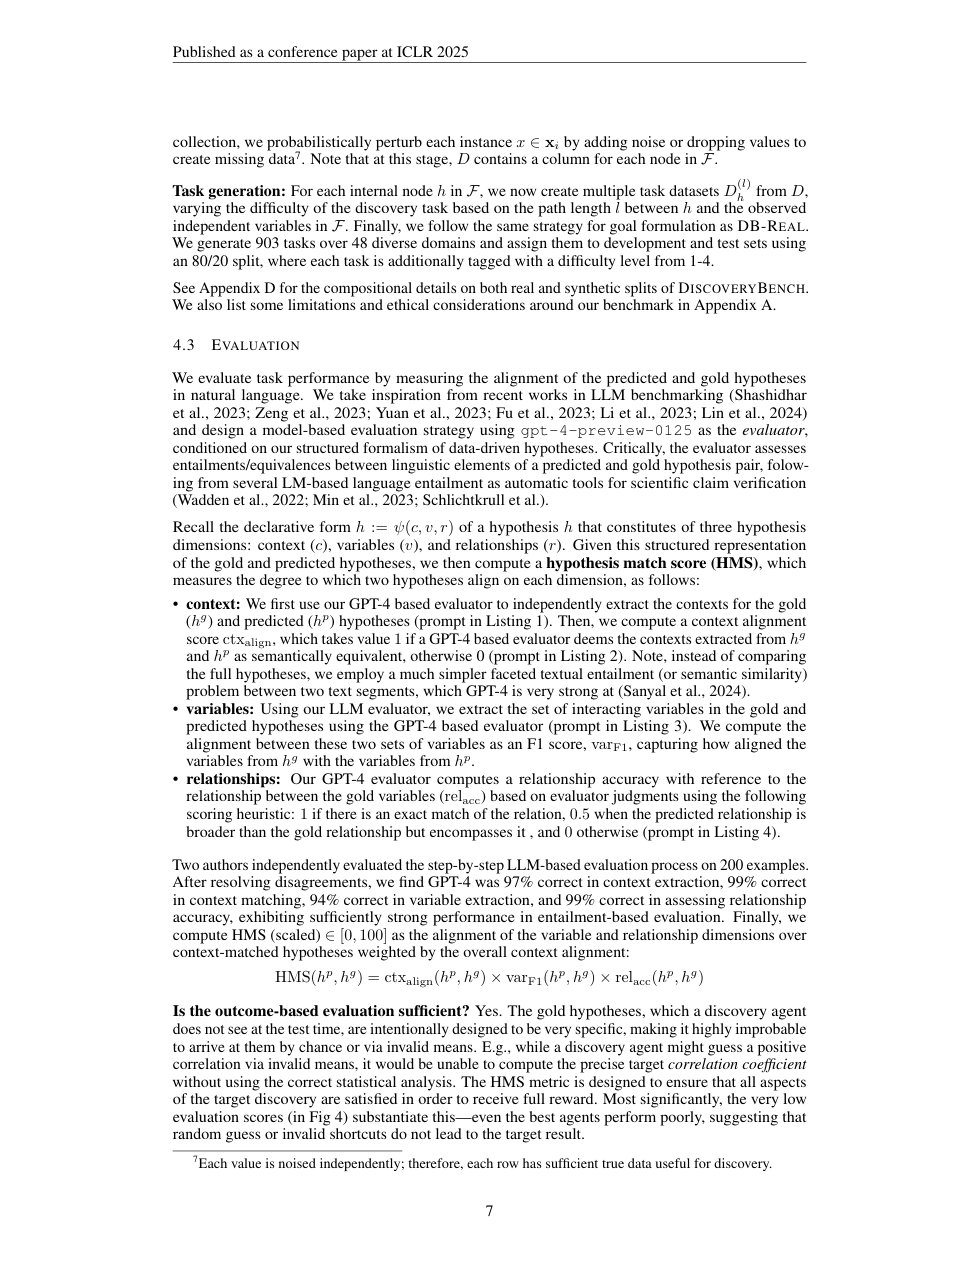 Published as a conference paper at ICLR 2025
collection, we probabilistically perturb each instance x ∈ x_i by adding noise or dropping values to
create missing data⁷. Note that at this stage, D contains a column for each node in F.
Task generation: For each internal node h in F, we now create multiple task datasets D_h^(l) from D,
varying the difficulty of the discovery task based on the path length l between h and the observed
independent variables in F. Finally, we follow the same strategy for goal formulation as DB-REAL.
We generate 903 tasks over 48 diverse domains and assign them to development and test sets using
an 80/20 split, where each task is additionally tagged with a difficulty level from 1-4.
See Appendix D for the compositional details on both real and synthetic splits of DISCOVERYBENCH.
We also list some limitations and ethical considerations around our benchmark in Appendix A.
4.3 EVALUATION
We evaluate task performance by measuring the alignment of the predicted and gold hypotheses
in natural language. We take inspiration from recent works in LLM benchmarking (Shashidhar
et al., 2023; Zeng et al., 2023; Yuan et al., 2023; Fu et al., 2023; Li et al., 2023; Lin et al., 2024)
and design a model-based evaluation strategy using gpt-4-preview-0125 as the evaluator,
conditioned on our structured formalism of data-driven hypotheses. Critically, the evaluator assesses
entailments/equivalences between linguistic elements of a predicted and gold hypothesis pair, folow-
ing from several LM-based language entailment as automatic tools for scientific claim verification
(Wadden et al., 2022; Min et al., 2023; Schlichtkrull et al.).
Recall the declarative form h := ψ(c, v, r) of a hypothesis h that constitutes of three hypothesis
dimensions: context (c), variables (v), and relationships (r). Given this structured representation
of the gold and predicted hypotheses, we then compute a hypothesis match score (HMS), which
measures the degree to which two hypotheses align on each dimension, as follows:
• context: We first use our GPT-4 based evaluator to independently extract the contexts for the gold
(h^g) and predicted (h^p) hypotheses (prompt in Listing 1). Then, we compute a context alignment
score ctx_align, which takes value 1 if a GPT-4 based evaluator deems the contexts extracted from h^g
and h^p as semantically equivalent, otherwise 0 (prompt in Listing 2). Note, instead of comparing
the full hypotheses, we employ a much simpler faceted textual entailment (or semantic similarity)
problem between two text segments, which GPT-4 is very strong at (Sanyal et al., 2024).
• variables: Using our LLM evaluator, we extract the set of interacting variables in the gold and
predicted hypotheses using the GPT-4 based evaluator (prompt in Listing 3). We compute the
alignment between these two sets of variables as an F1 score, var_F1, capturing how aligned the
variables from h^g with the variables from h^p.
• relationships: Our GPT-4 evaluator computes a relationship accuracy with reference to the
relationship between the gold variables (rel_acc) based on evaluator judgments using the following
scoring heuristic: 1 if there is an exact match of the relation, 0.5 when the predicted relationship is
broader than the gold relationship but encompasses it , and 0 otherwise (prompt in Listing 4).
Two authors independently evaluated the step-by-step LLM-based evaluation process on 200 examples.
After resolving disagreements, we find GPT-4 was 97% correct in context extraction, 99% correct
in context matching, 94% correct in variable extraction, and 99% correct in assessing relationship
accuracy, exhibiting sufficiently strong performance in entailment-based evaluation. Finally, we
compute HMS (scaled) ∈ [0, 100] as the alignment of the variable and relationship dimensions over
context-matched hypotheses weighted by the overall context alignment:
HMS(h^p, h^g) = ctx_align(h^p, h^g) × var_F1(h^p, h^g) × rel_acc(h^p, h^g)
Is the outcome-based evaluation sufficient? Yes. The gold hypotheses, which a discovery agent
does not see at the test time, are intentionally designed to be very specific, making it highly improbable
to arrive at them by chance or via invalid means. E.g., while a discovery agent might guess a positive
correlation via invalid means, it would be unable to compute the precise target correlation coefficient
without using the correct statistical analysis. The HMS metric is designed to ensure that all aspects
of the target discovery are satisfied in order to receive full reward. Most significantly, the very low
evaluation scores (in Fig 4) substantiate this—even the best agents perform poorly, suggesting that
random guess or invalid shortcuts do not lead to the target result.
⁷Each value is noised independently; therefore, each row has sufficient true data useful for discovery.
7